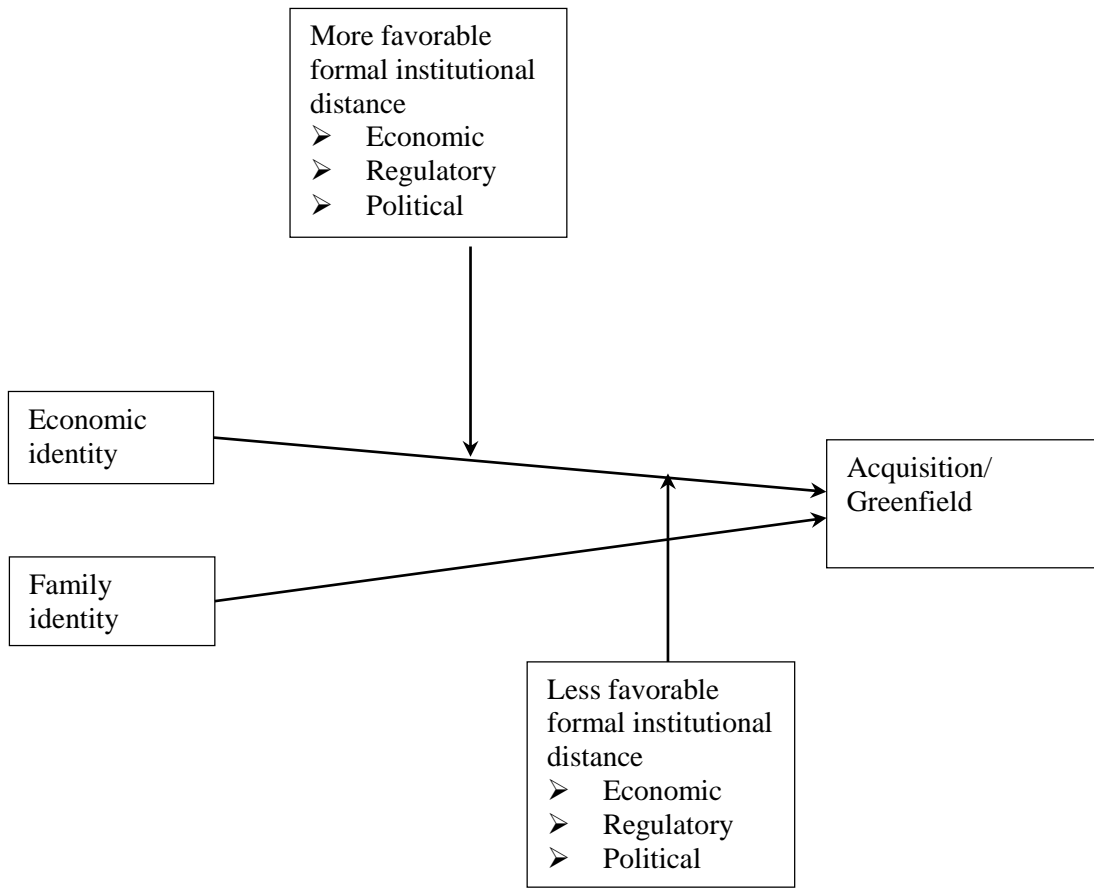 More favorable
formal institutional
distance
➢ Economic
➢ Regulatory
➢ Political
Economic
identity
Acquisition/
Greenfield
Family
identity
Less favorable
formal institutional
distance
➢ Economic
➢ Regulatory
➢ Political